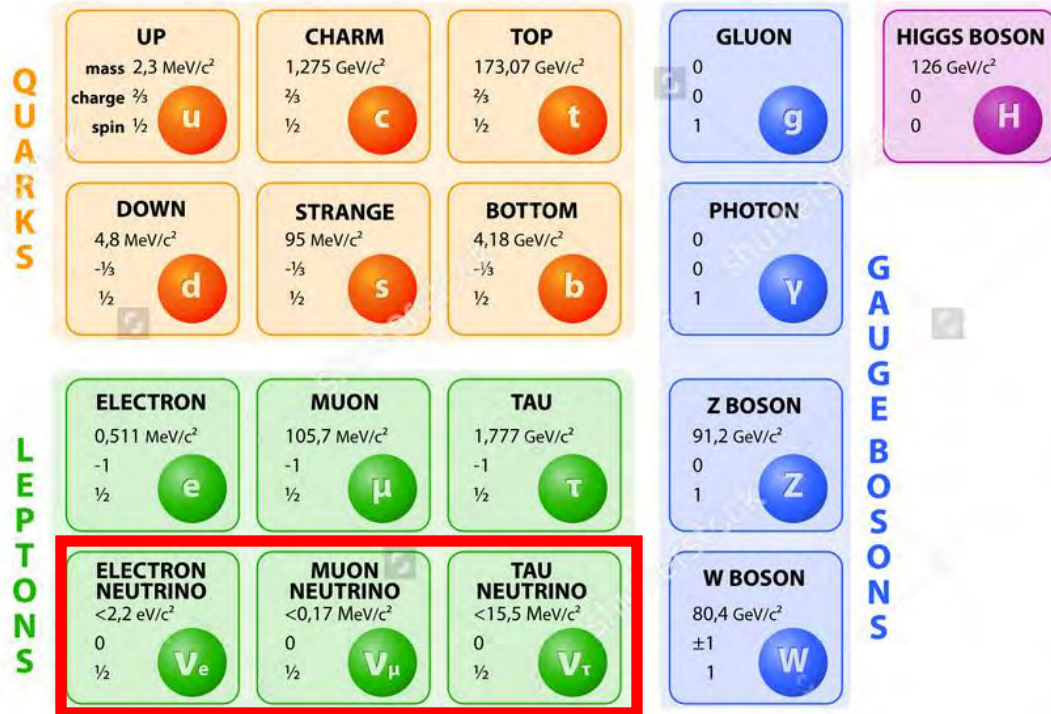 QUARKS
UP
mass 2,3 MeV/c²
charge ⅔
spin ½
u
CHARM
1,275 GeV/c²
⅔
½
c
TOP
173,07 GeV/c²
⅔
½
t
DOWN
4,8 MeV/c²
-⅓
½
d
STRANGE
95 MeV/c²
-⅓
½
s
BOTTOM
4,18 GeV/c²
-⅓
½
b
LEPTONS
ELECTRON
0,511 MeV/c²
-1
½
e
MUON
105,7 MeV/c²
-1
½
μ
TAU
1,777 GeV/c²
-1
½
τ
ELECTRON
NEUTRINO
<2,2 eV/c²
0
½
νe
MUON
NEUTRINO
<0,17 MeV/c²
0
½
νμ
TAU
NEUTRINO
<15,5 MeV/c²
0
½
ντ
GLUON
0
0
1
g
PHOTON
0
0
1
γ
Z BOSON
91,2 GeV/c²
0
1
Z
W BOSON
80,4 GeV/c²
±1
1
W
GAUGE BOSONS
HIGGS BOSON
126 GeV/c²
0
0
H